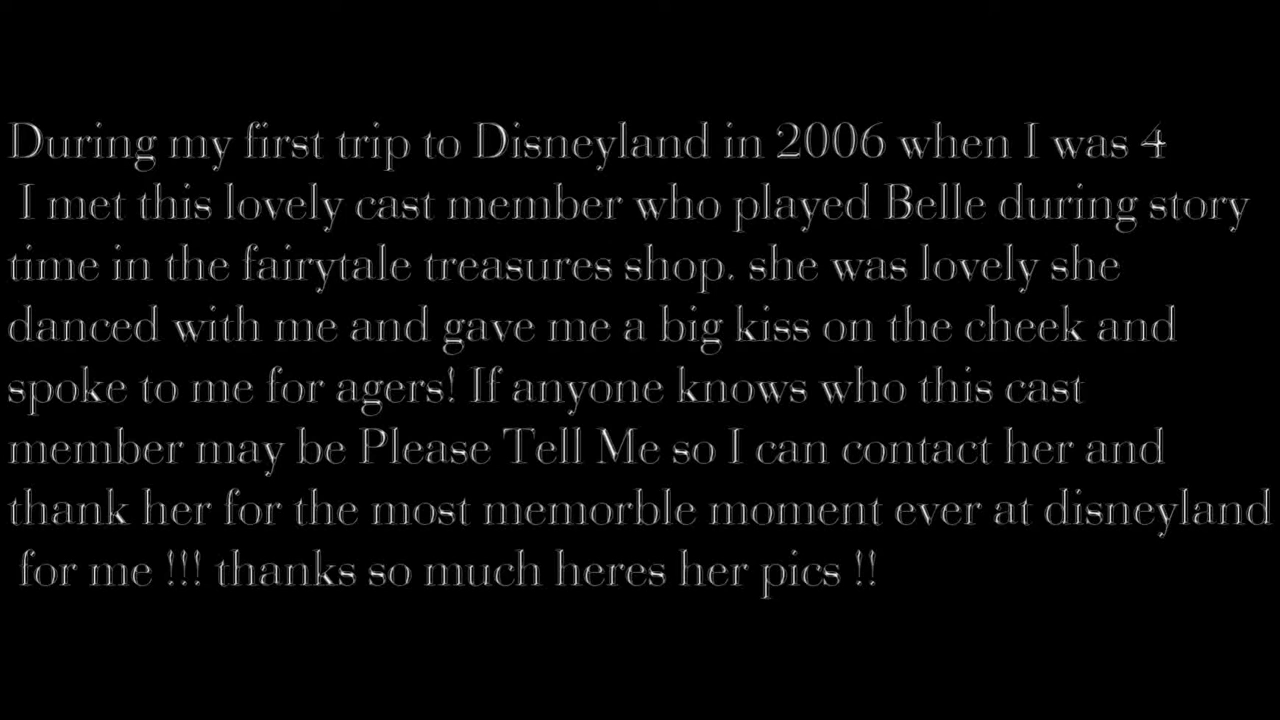 During my first trip to Disneyland in 2006 when I was 4
I met this lovely cast member who played Belle during story
time in the fairytale treasures shop. she was lovely she
danced with me and gave me a big kiss on the cheek and
spoke to me for agers! If anyone knows who this cast
member may be Please Tell Me so I can contact her and
thank her for the most memorble moment ever at disneyland
for me !!! thanks so much heres her pics !!